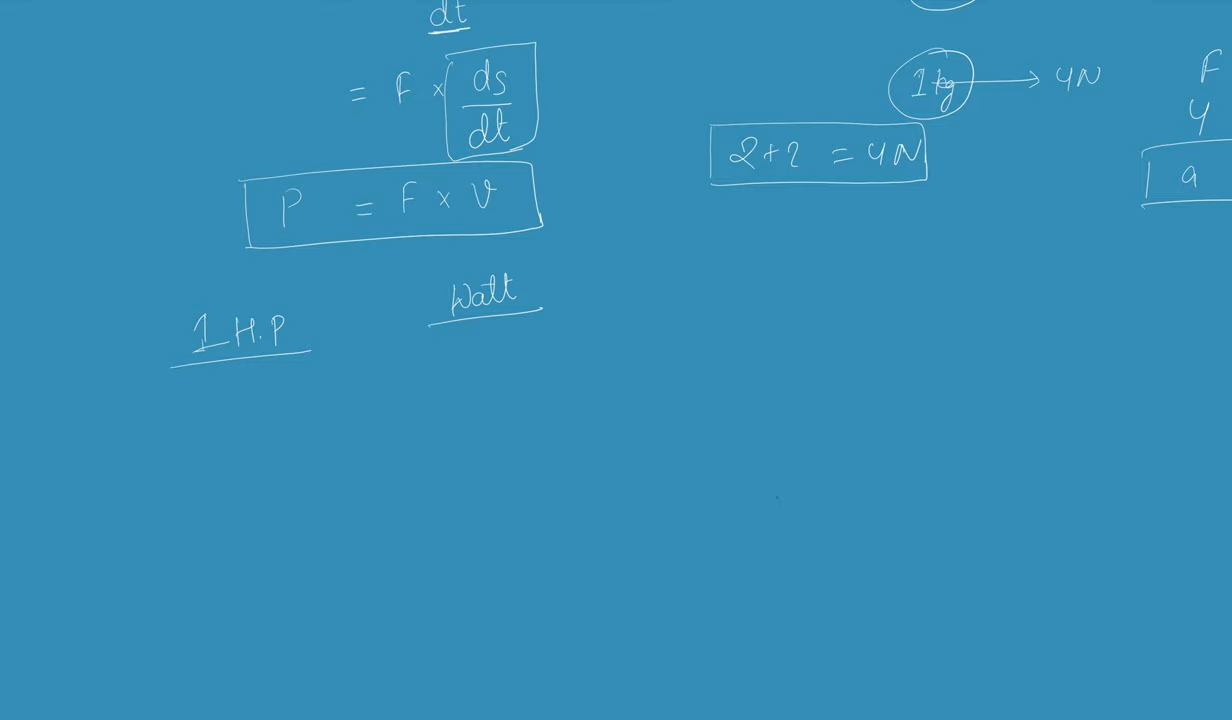 dt
= F × ds
dt
P = F × v
Watt
1 H.P
1kg → 4N
2+2 = 4N
F
4
a